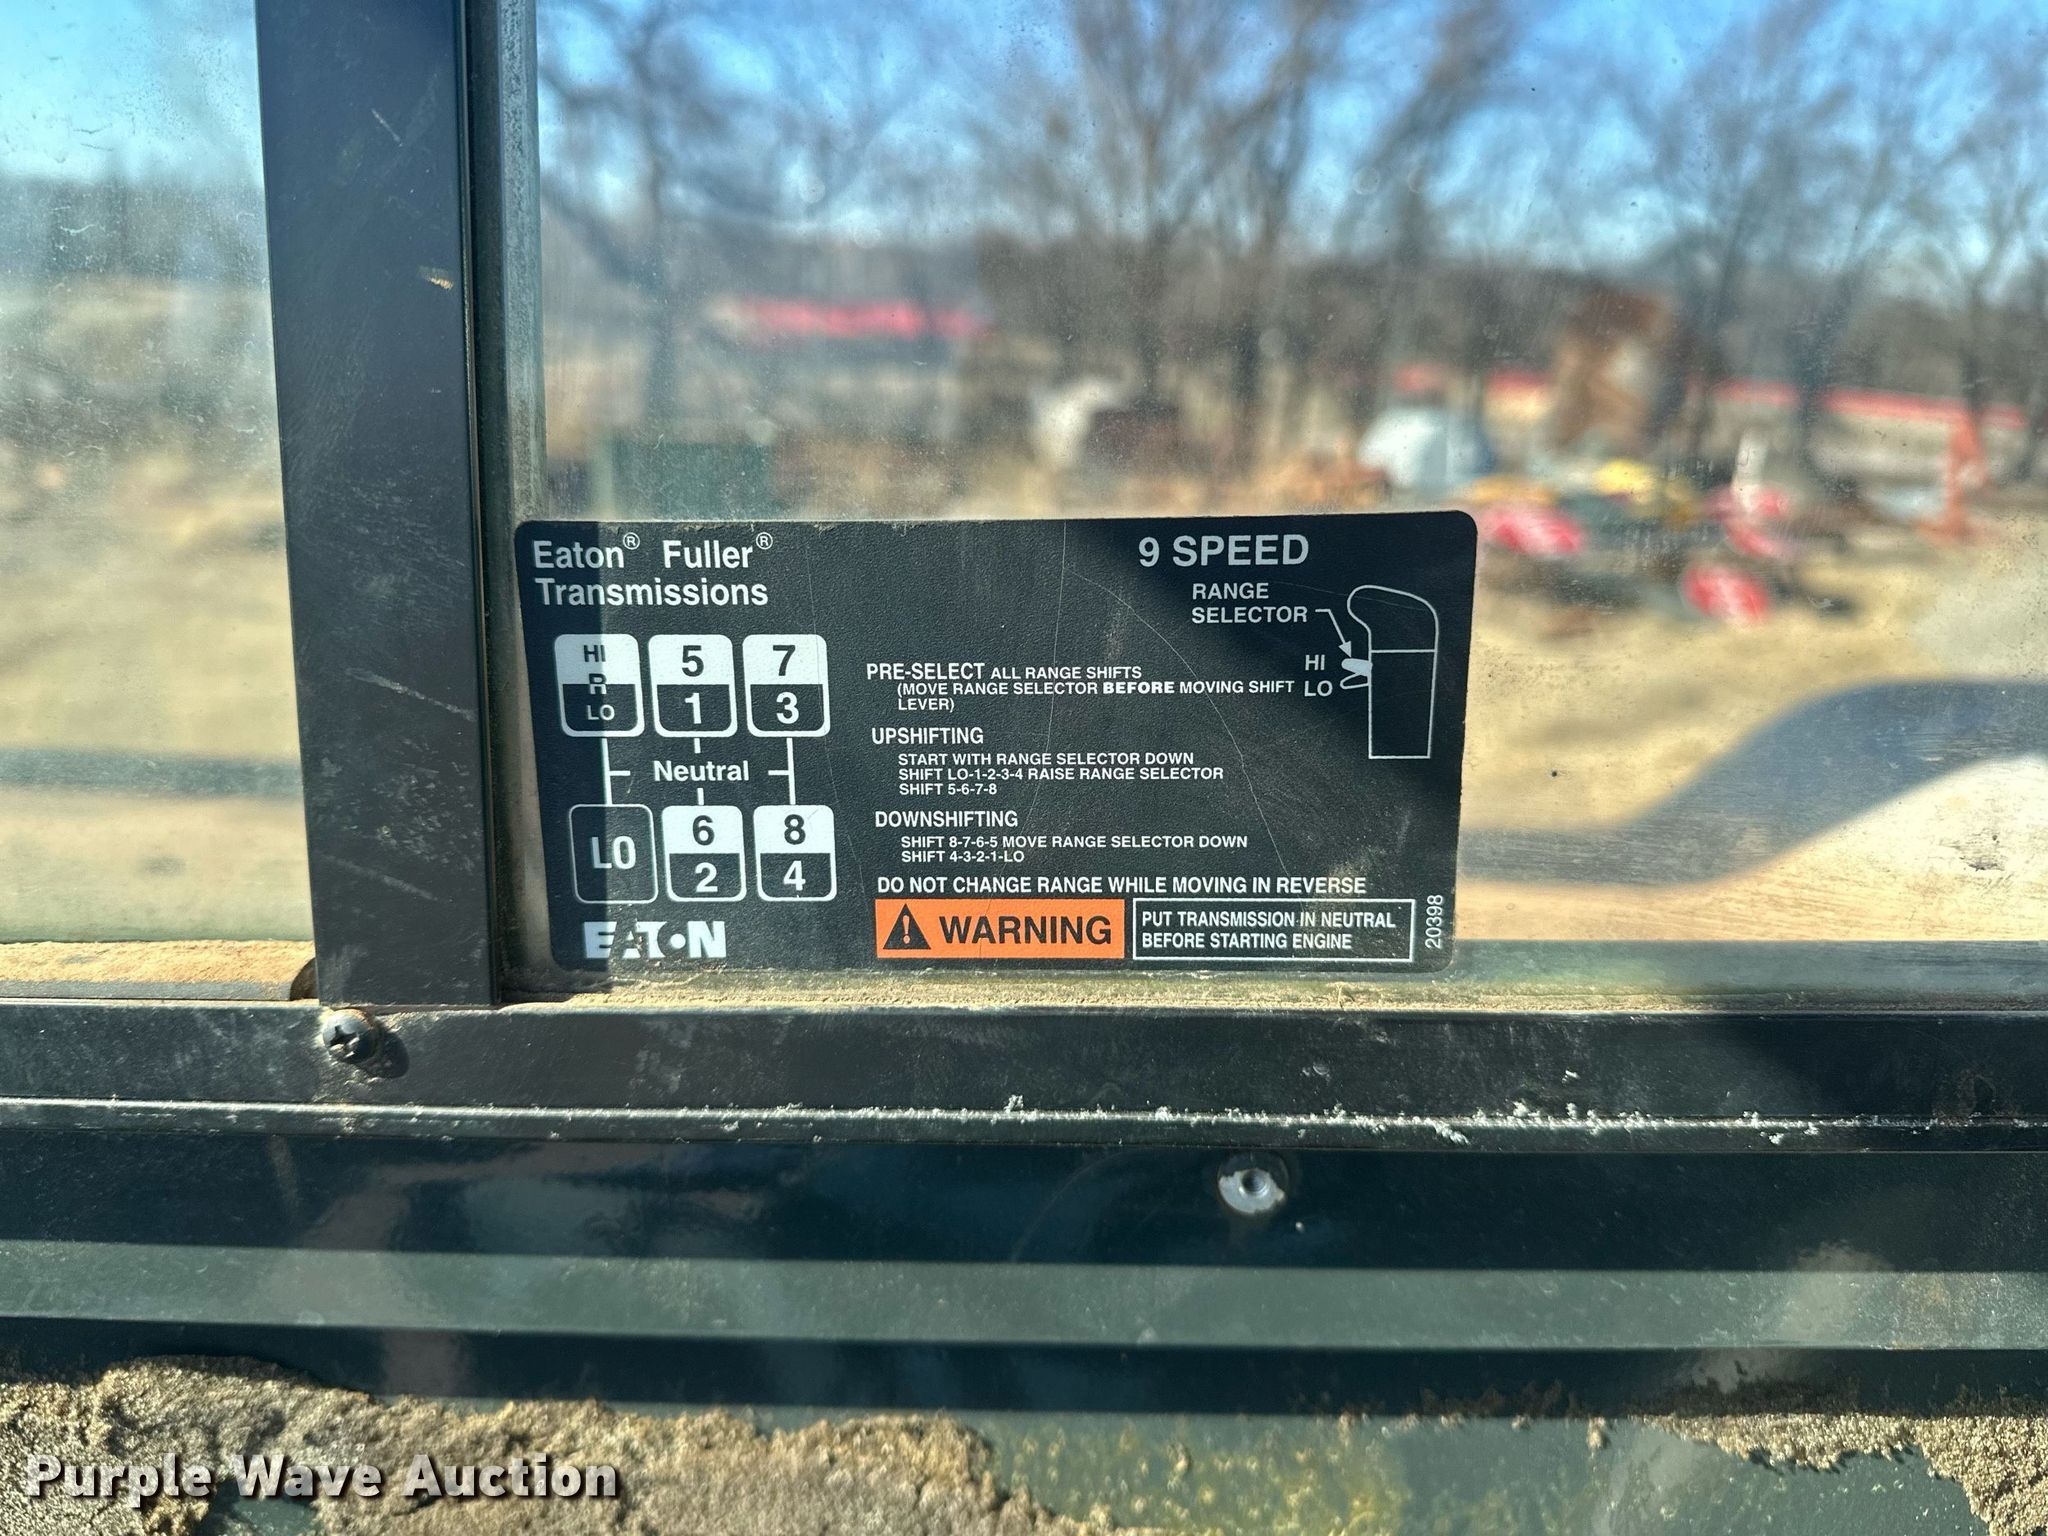 Eaton® Fuller®
Transmissions
9 SPEED
RANGE
SELECTOR
HI
LO
HI
R
LO
5
1
7
3
Neutral
LO
6
2
8
4
EATON
PRE-SELECT ALL RANGE SHIFTS
(MOVE RANGE SELECTOR BEFORE MOVING SHIFT
LEVER)
UPSHIFTING
START WITH RANGE SELECTOR DOWN
SHIFT LO-1-2-3-4 RAISE RANGE SELECTOR
SHIFT 5-6-7-8
DOWNSHIFTING
SHIFT 8-7-6-5 MOVE RANGE SELECTOR DOWN
SHIFT 4-3-2-1-LO
DO NOT CHANGE RANGE WHILE MOVING IN REVERSE
WARNING
PUT TRANSMISSION IN NEUTRAL
BEFORE STARTING ENGINE
20398
Purple Wave Auction